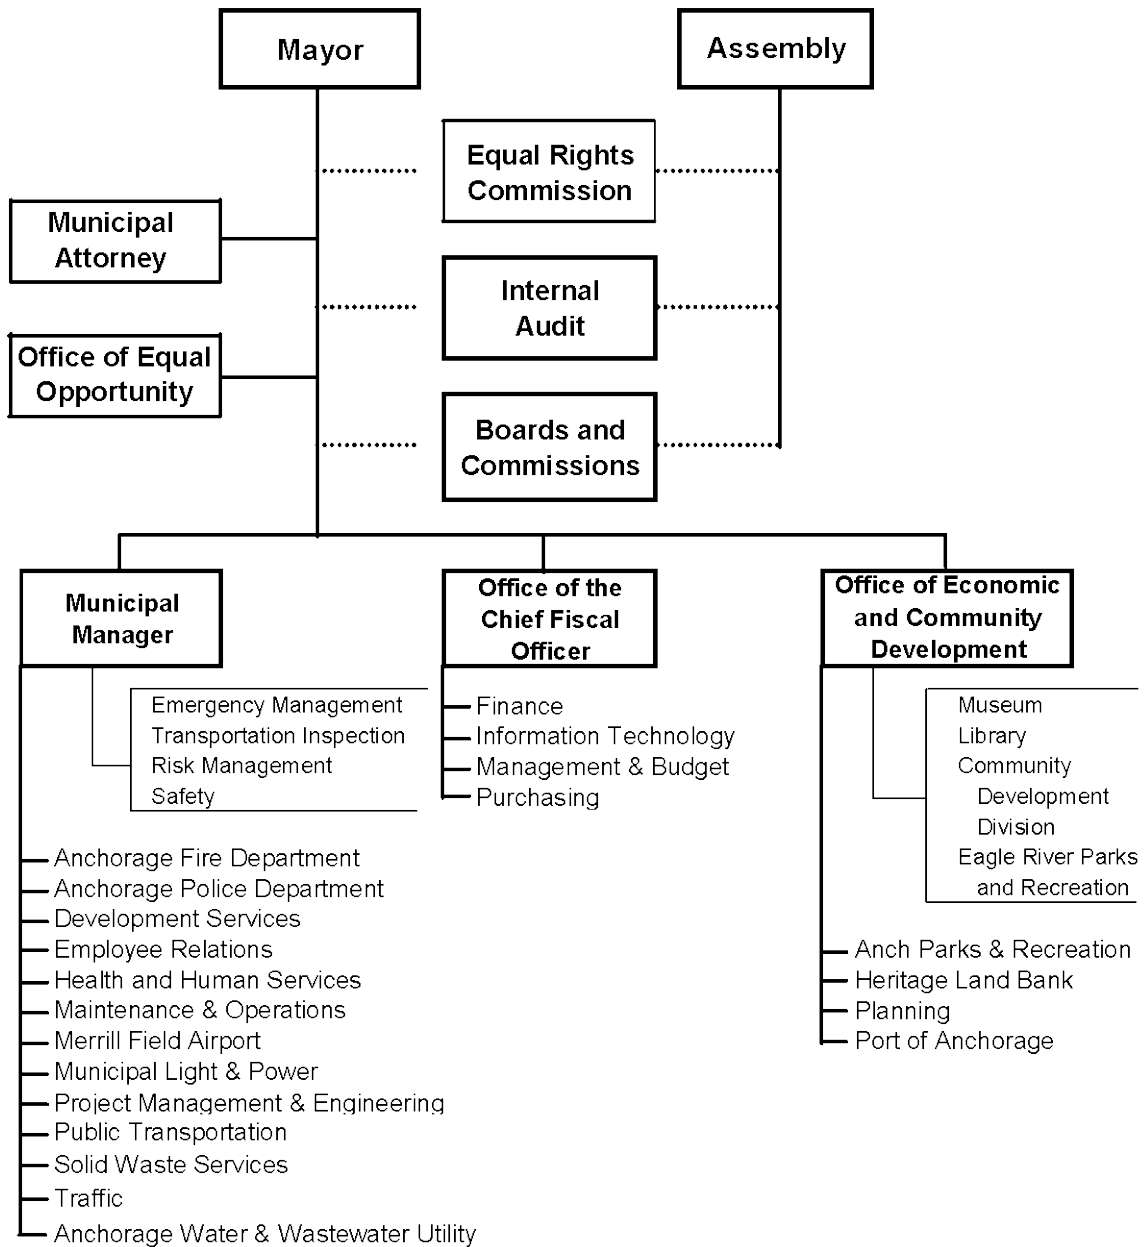 Mayor
Assembly
Equal Rights
Commission
Municipal
Attorney
Internal
Audit
Office of Equal
Opportunity
Boards and
Commissions
Municipal
Manager
Office of the
Chief Fiscal
Officer
Office of Economic
and Community
Development
Emergency Management
Transportation Inspection
Risk Management
Safety
Finance
Information Technology
Management & Budget
Purchasing
Museum
Library
Community
Development
Division
Eagle River Parks
and Recreation
Anchorage Fire Department
Anchorage Police Department
Development Services
Employee Relations
Health and Human Services
Maintenance & Operations
Merrill Field Airport
Municipal Light & Power
Project Management & Engineering
Public Transportation
Solid Waste Services
Traffic
Anchorage Water & Wastewater Utility
Anch Parks & Recreation
Heritage Land Bank
Planning
Port of Anchorage